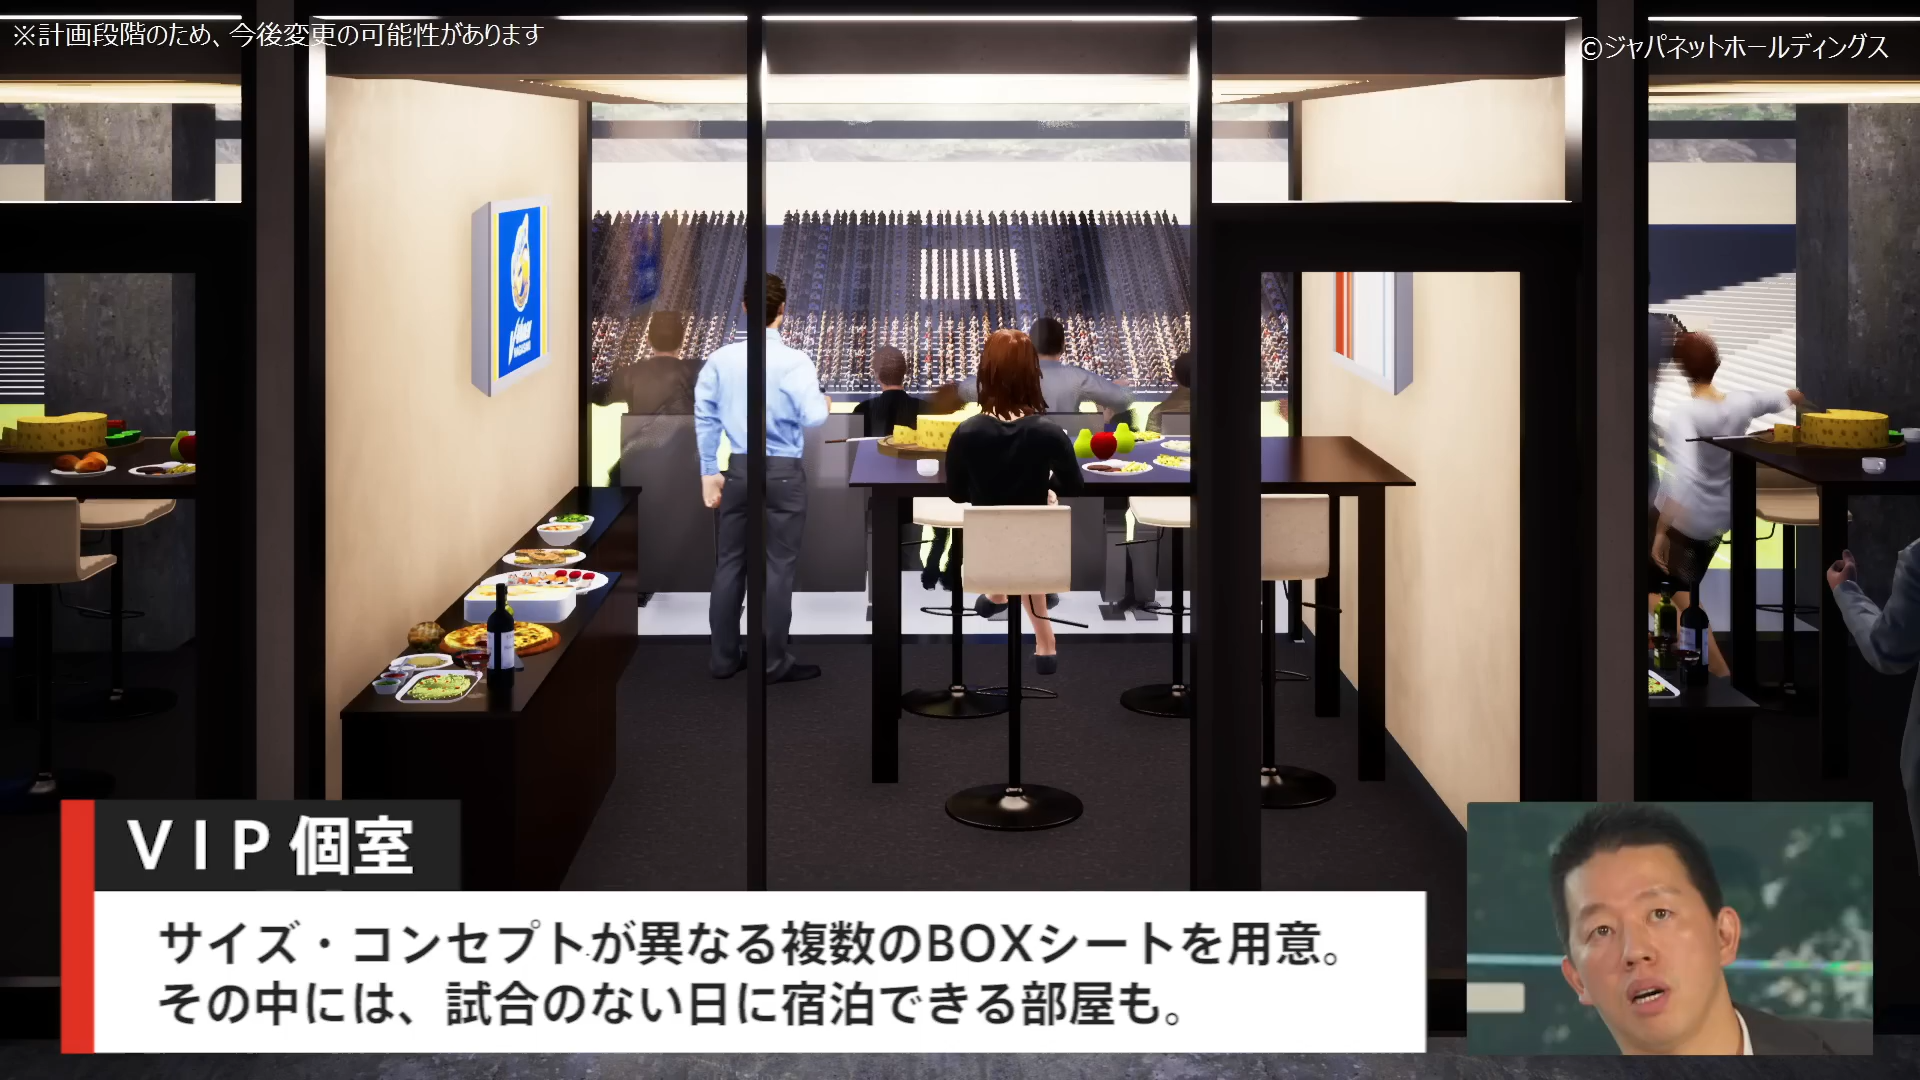 ※計画段階のため、今後変更の可能性があります
©ジャパネットホールディングス
VIP個室
サイズ・コンセプトが異なる複数のBOXシートを用意。
その中には、試合のない日に宿泊できる部屋も。